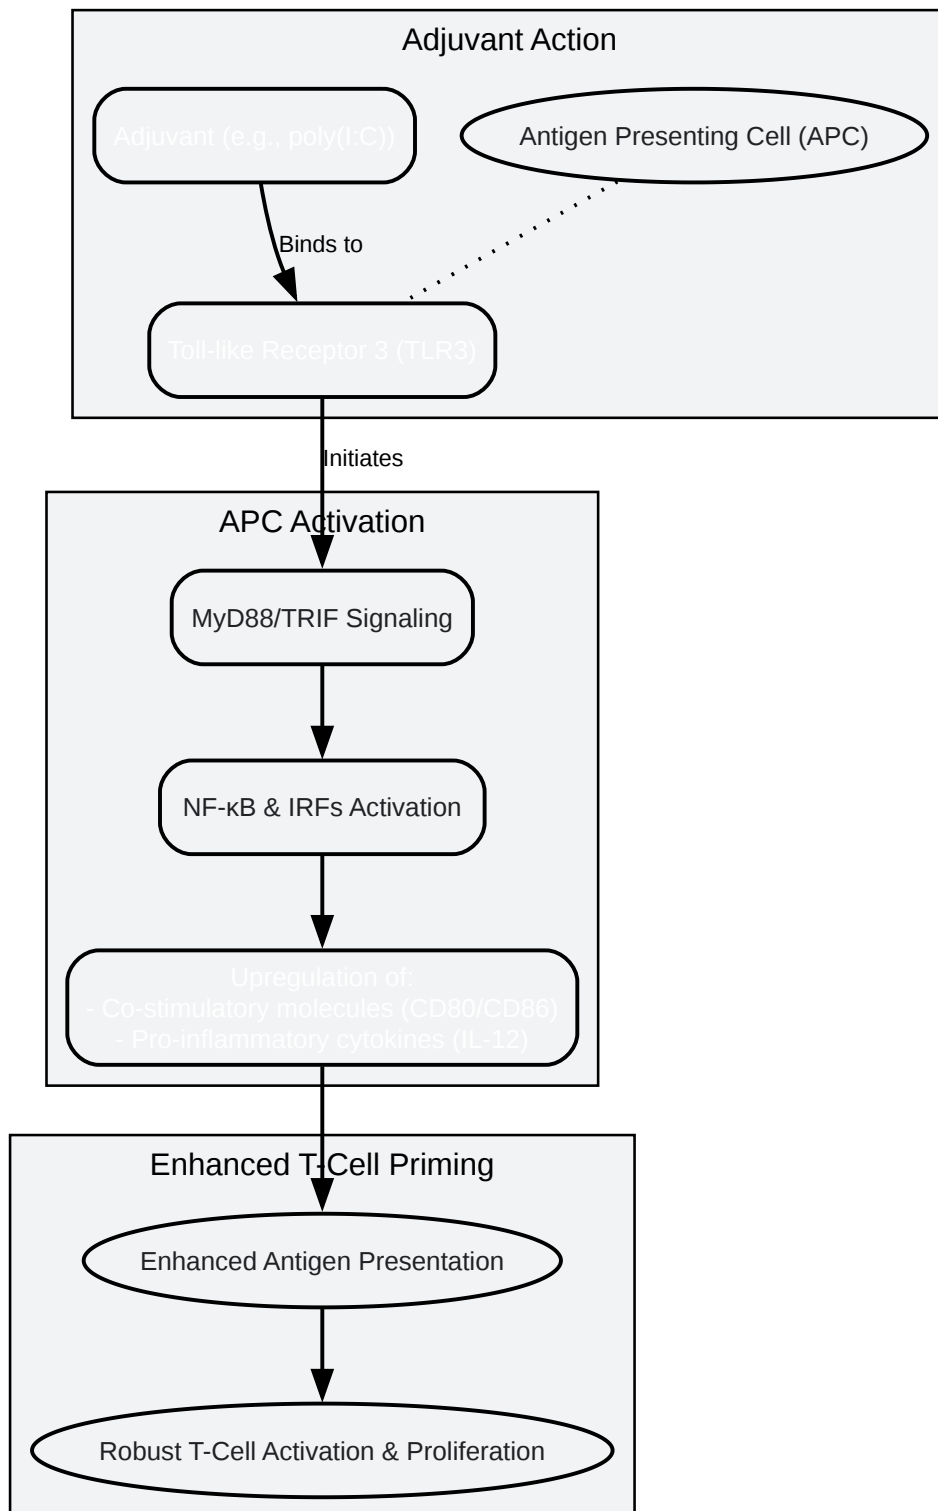 Adjuvant Action
Adjuvant (e.g., poly(I:C))
Antigen Presenting Cell (APC)
Binds to
Toll-like Receptor 3 (TLR3)
Initiates
APC Activation
MyD88/TRIF Signaling
NF-κB & IRFs Activation
Upregulation of:
- Co-stimulatory molecules (CD80/CD86)
- Pro-inflammatory cytokines (IL-12)
Enhanced T-Cell Priming
Enhanced Antigen Presentation
Robust T-Cell Activation & Proliferation